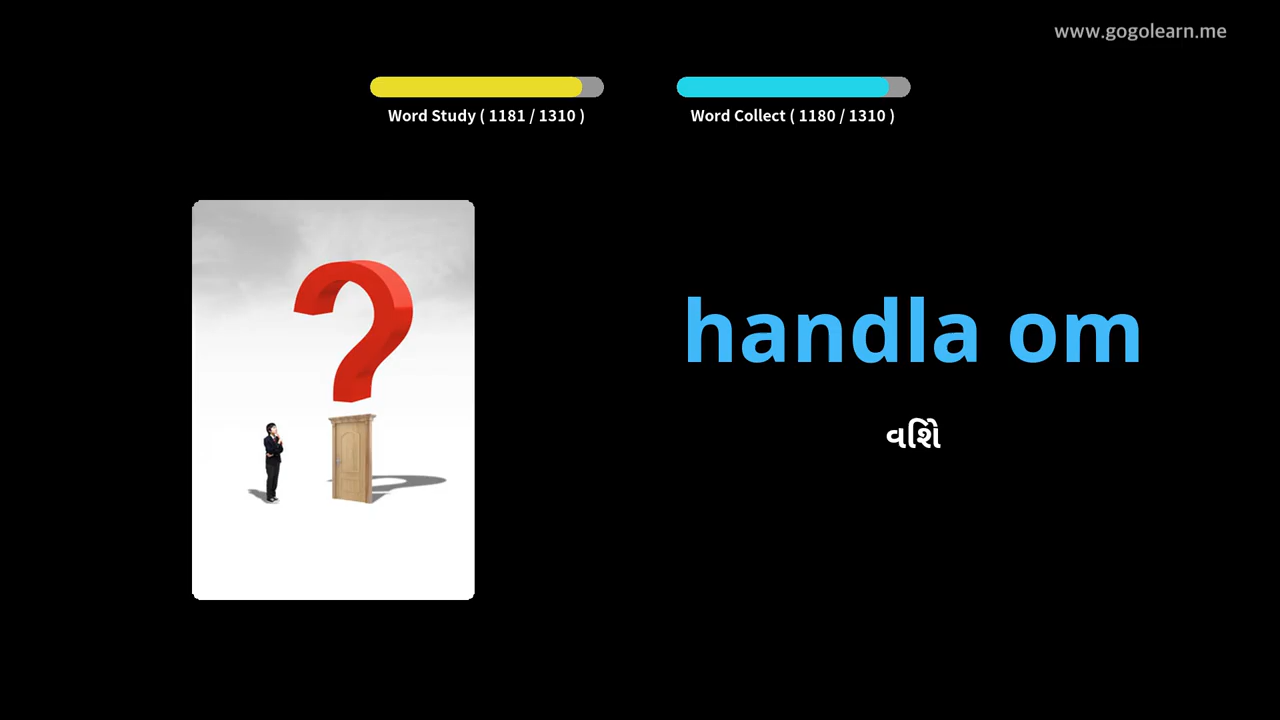 www.gogolearn.me
Word Study ( 1181 / 1310 )
Word Collect ( 1180 / 1310 )
handla om
વિશે